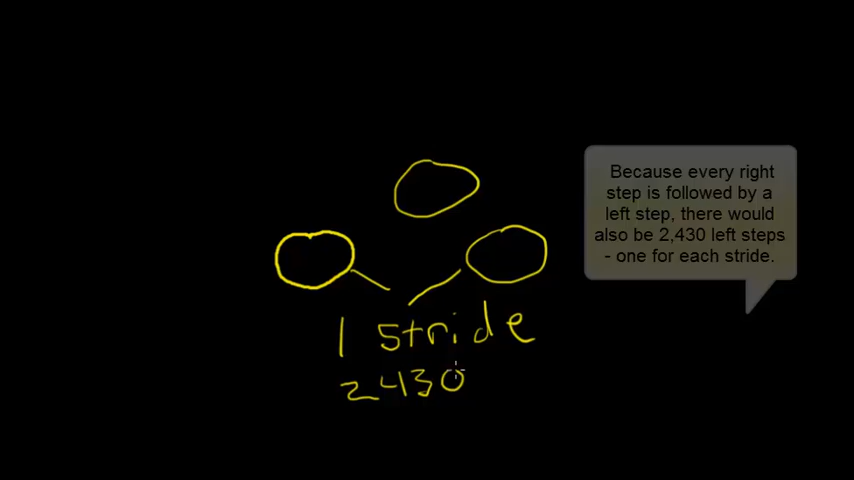 Because every right
step is followed by a
left step, there would
also be 2,430 left steps
- one for each stride.
1 stride
2430